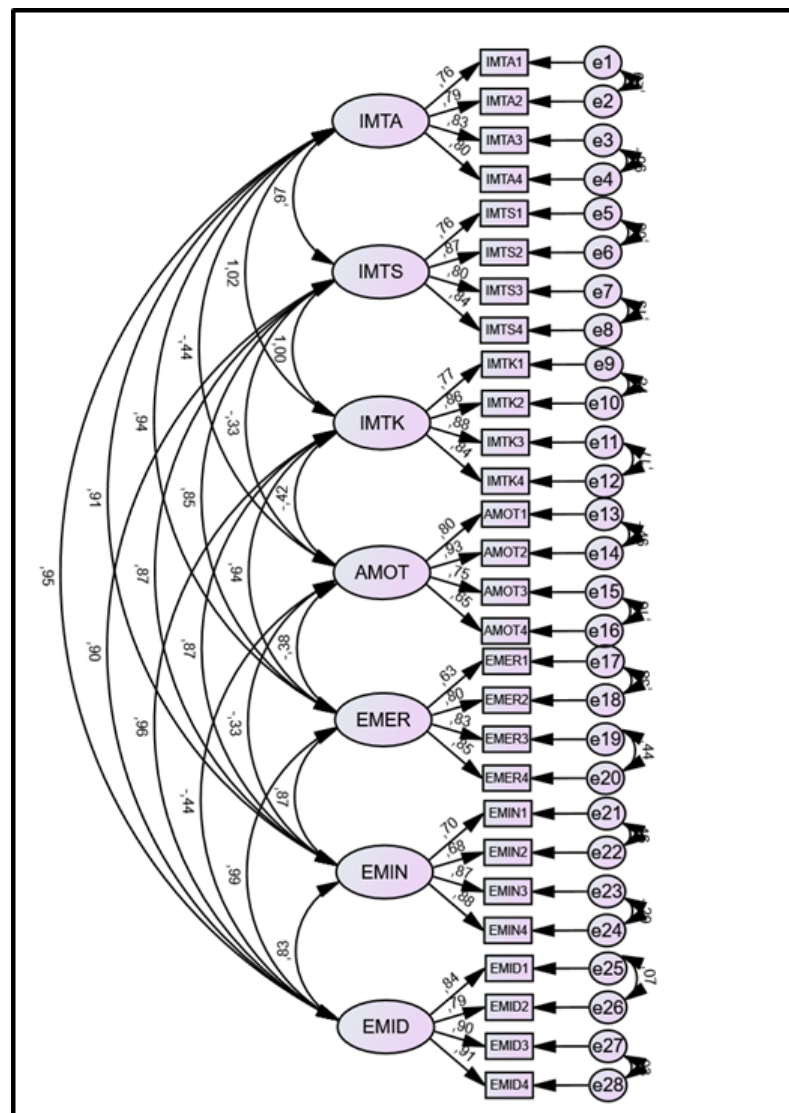 IMTA
IMTS
IMTK
AMOT
EMER
EMIN
EMID
IMTA1
IMTA2
IMTA3
IMTA4
IMTS1
IMTS2
IMTS3
IMTS4
IMTK1
IMTK2
IMTK3
IMTK4
AMOT1
AMOT2
AMOT3
AMOT4
EMER1
EMER2
EMER3
EMER4
EMIN1
EMIN2
EMIN3
EMIN4
EMID1
EMID2
EMID3
EMID4
e1
e2
e3
e4
e5
e6
e7
e8
e9
e10
e11
e12
e13
e14
e15
e16
e17
e18
e19
e20
e21
e22
e23
e24
e25
e26
e27
e28
,76
,79
,83
,80
,76
,87
,80
,84
,77
,86
,88
,84
,80
,93
,75
,65
,63
,80
,83
,85
,70
,68
,87
,88
,84
,79
,90
,91
,97
1,02
-,44
,94
,91
,95
1,00
-,33
,85
,87
,90
-,42
,94
,87
,96
-,38
-,33
-,44
,87
,99
,83
,44
,07